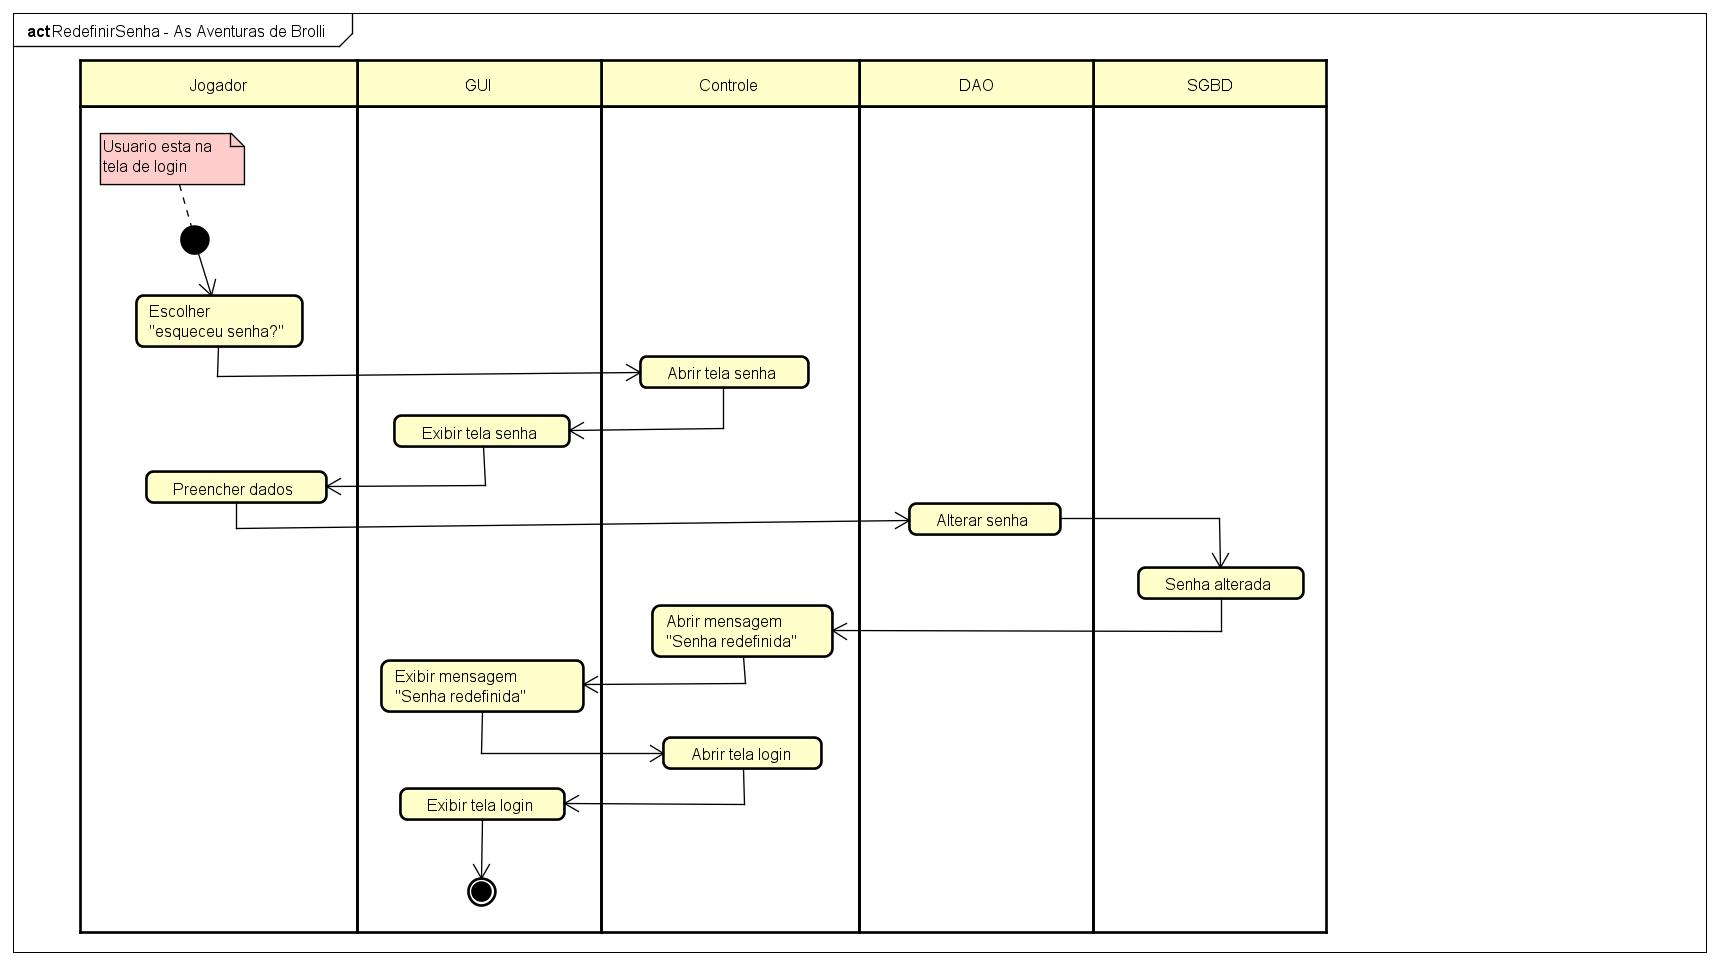 act RedefinirSenha - As Aventuras de Brolli
Jogador
GUI
Controle
DAO
SGBD
Usuario esta na
tela de login
Escolher
"esqueceu senha?"
Abrir tela senha
Exibir tela senha
Preencher dados
Alterar senha
Senha alterada
Abrir mensagem
"Senha redefinida"
Exibir mensagem
"Senha redefinida"
Abrir tela login
Exibir tela login